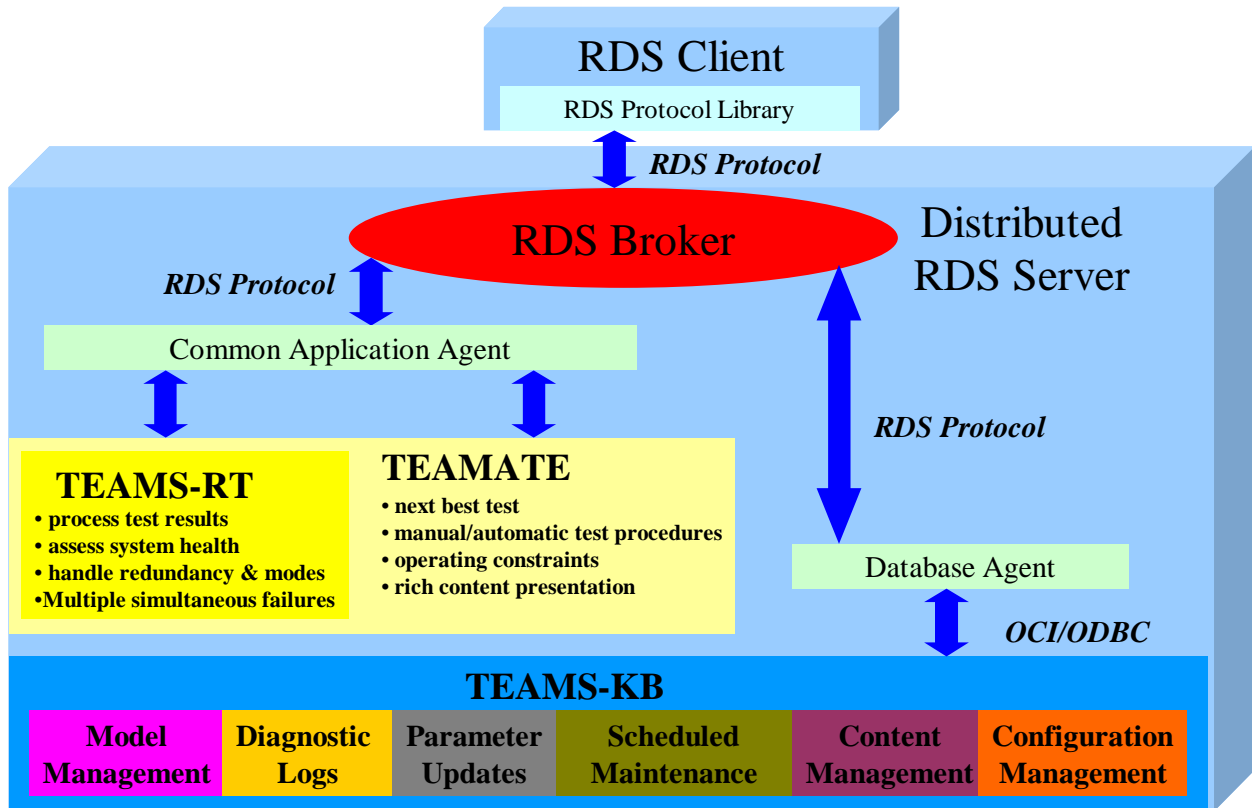 RDS Client
RDS Protocol Library
RDS Protocol
RDS Broker
Distributed
RDS Server
RDS Protocol
Common Application Agent
RDS Protocol
TEAMS-RT
• process test results
• assess system health
• handle redundancy & modes
•Multiple simultaneous failures
TEAMATE
• next best test
• manual/automatic test procedures
• operating constraints
• rich content presentation
Database Agent
OCI/ODBC
TEAMS-KB
Model
Management
Diagnostic
Logs
Parameter
Updates
Scheduled
Maintenance
Content
Management
Configuration
Management